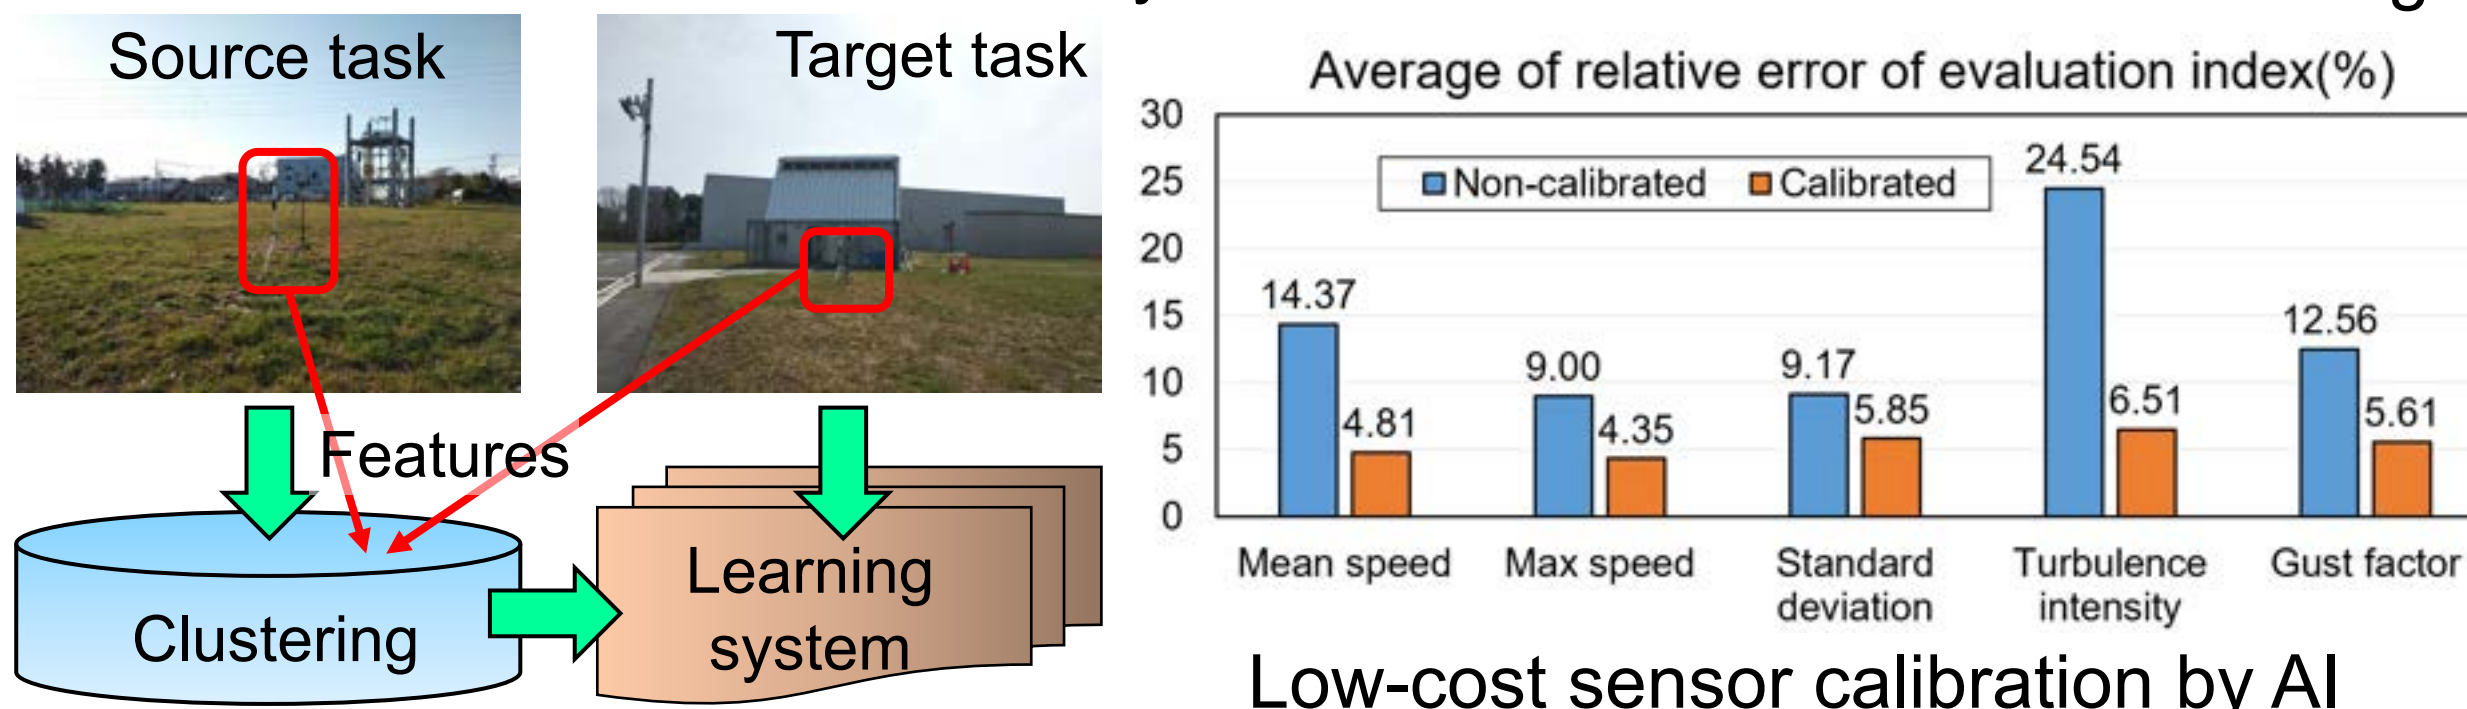 Source task
Target task
Features
Clustering
Learning
system
Average of relative error of evaluation index(%)
30
25
20
15
10
5
0
Non-calibrated
Calibrated
14.37
4.81
9.00
4.35
9.17
5.85
24.54
6.51
12.56
5.61
Mean speed
Max speed
Standard
deviation
Turbulence
intensity
Gust factor
Low-cost sensor calibration by AI